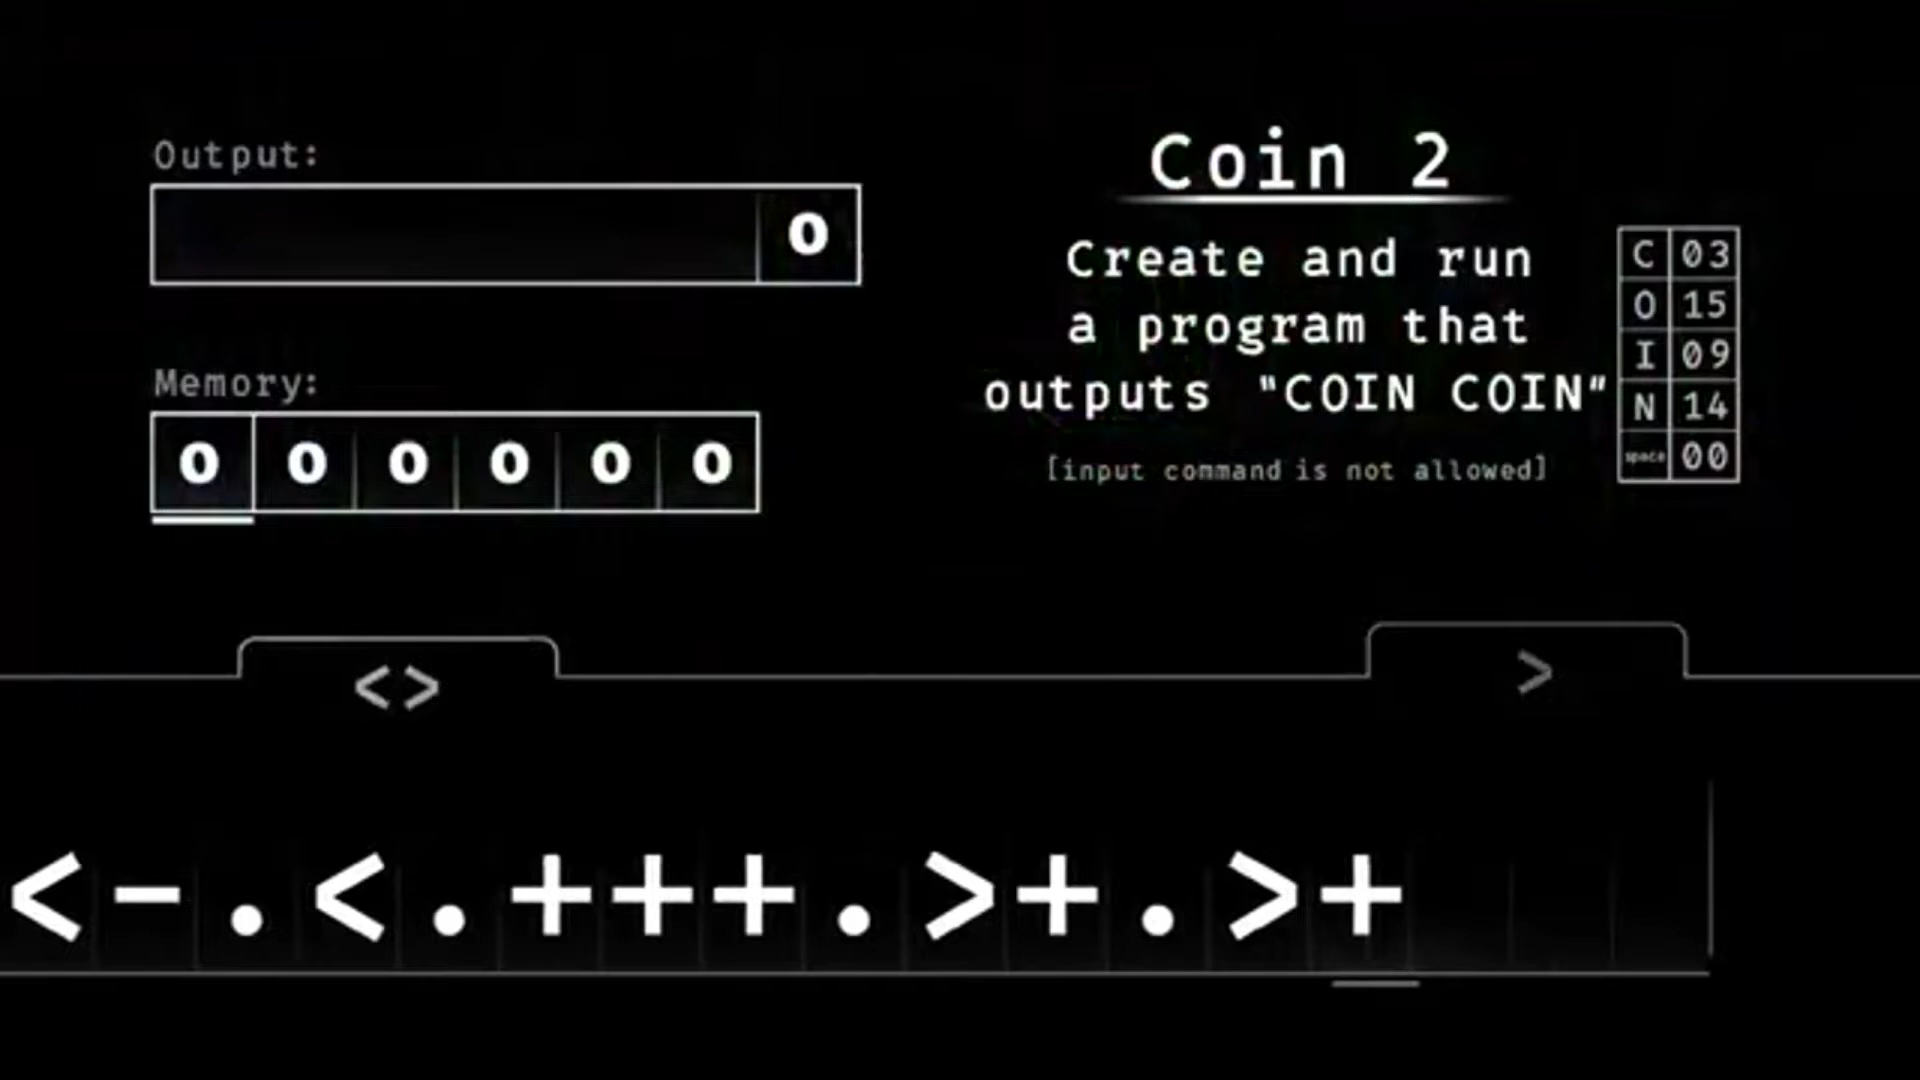 Output:
0
Memory:
0 0 0 0 0 0
Coin 2
Create and run
a program that
outputs "COIN COIN"
[input command is not allowed]
C 03
O 15
I 09
N 14
space 00
<>
>
<-.<.+++.>+.>+